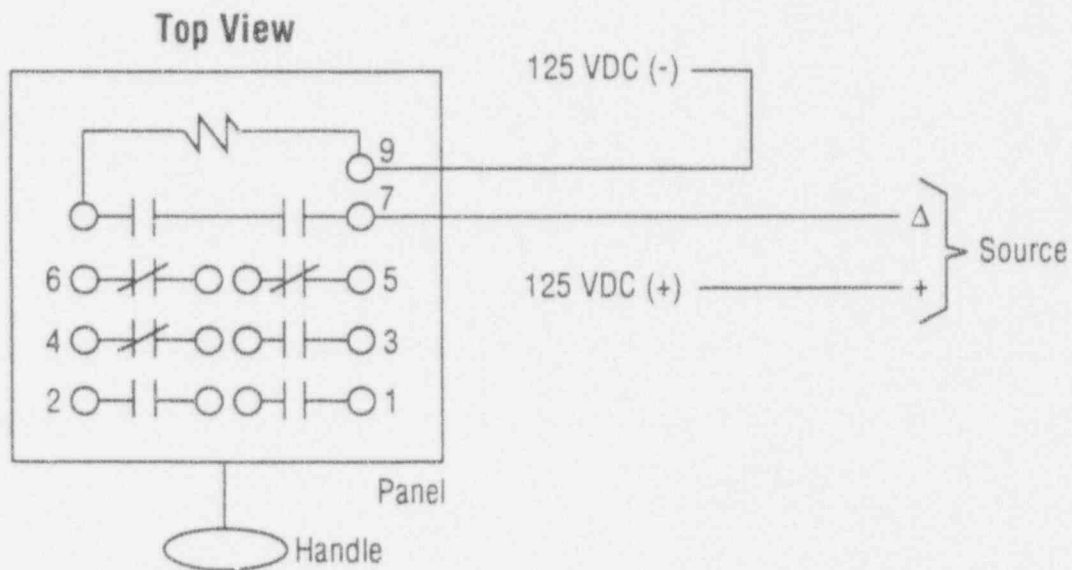 Top View
125 VDC (-)
9
7
Δ
Source
6
5
125 VDC (+)
+
4
3
2
1
Panel
Handle